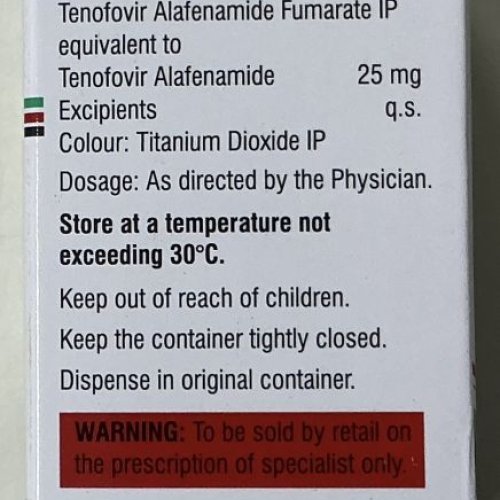 Tenofovir Alafenamide Fumarate IP
equivalent to
Tenofovir Alafenamide 25 mg
Excipients q.s.
Colour: Titanium Dioxide IP
Dosage: As directed by the Physician.
Store at a temperature not
exceeding 30°C.
Keep out of reach of children.
Keep the container tightly closed.
Dispense in original container.
WARNING: To be sold by retail on
the prescription of specialist only.